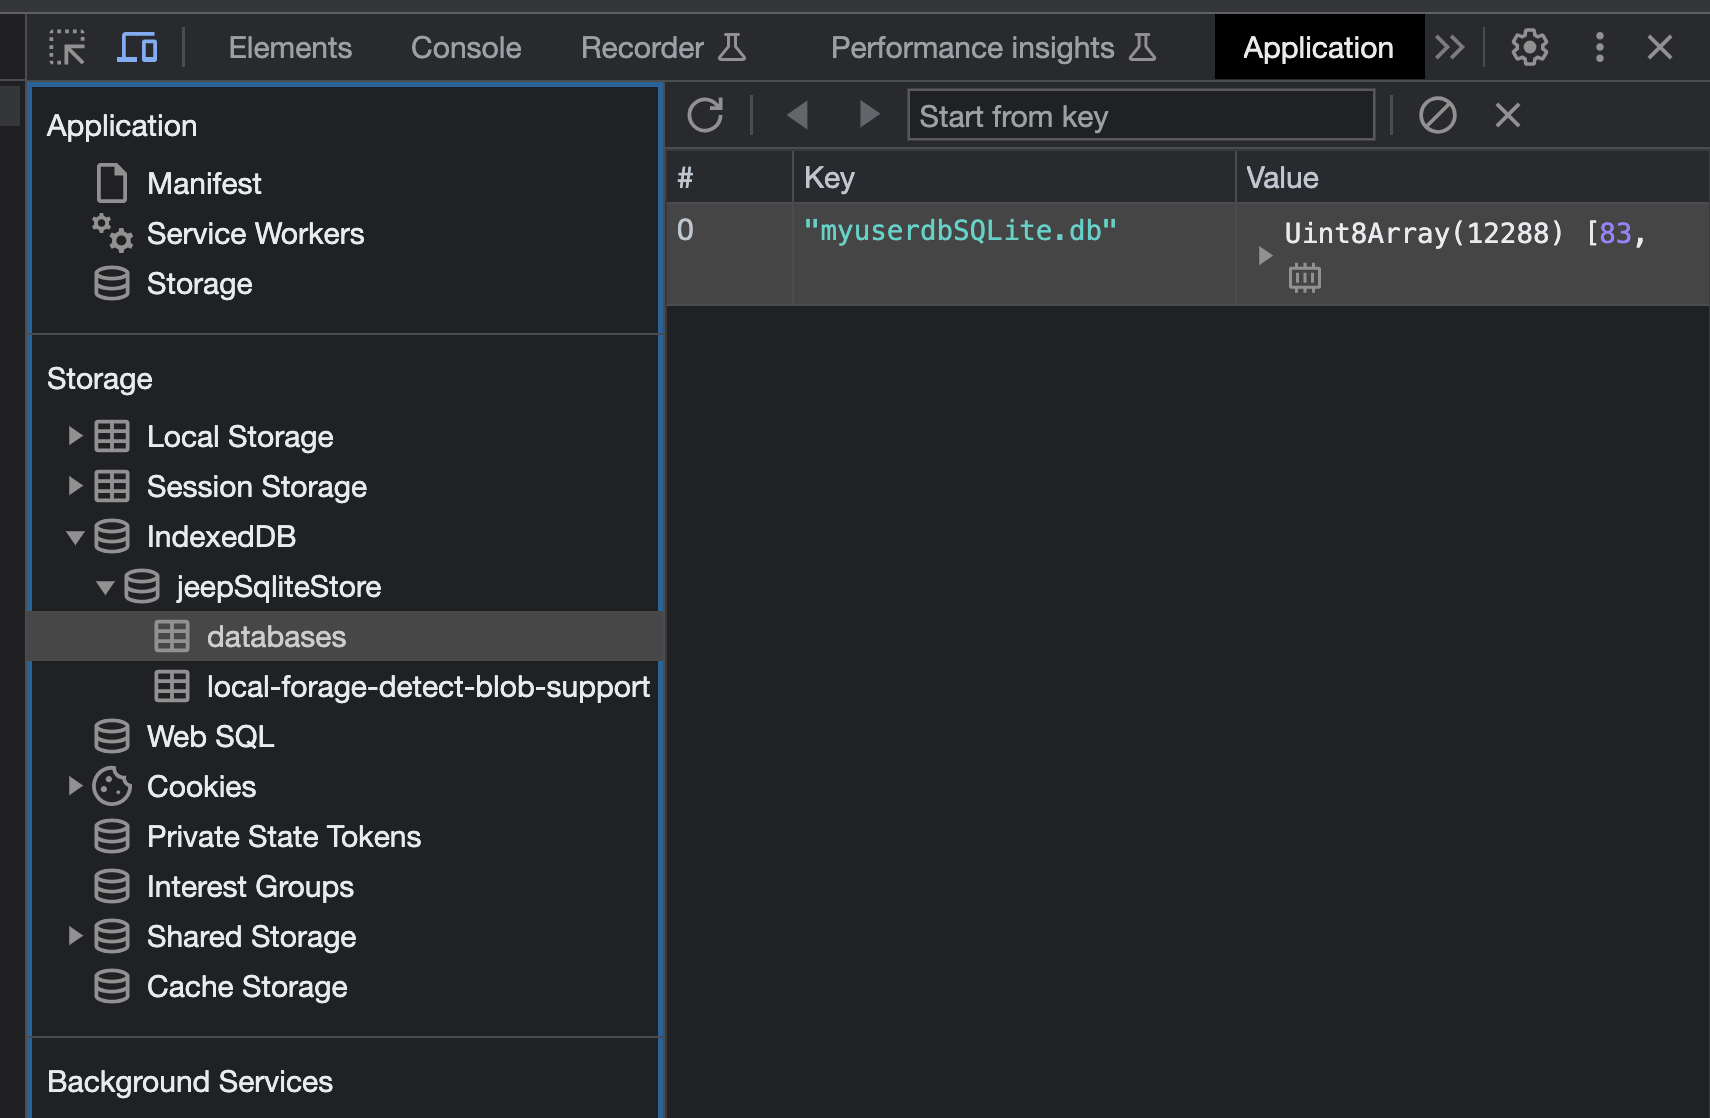 Elements Console Recorder Performance insights Application
Application
Manifest
Service Workers
Storage
Storage
Local Storage
Session Storage
IndexedDB
jeepSqliteStore
databases
local-forage-detect-blob-support
Web SQL
Cookies
Private State Tokens
Interest Groups
Shared Storage
Cache Storage
Background Services
Start from key
# Key Value
0 "myuserdbSQLite.db" Uint8Array(12288) [83,